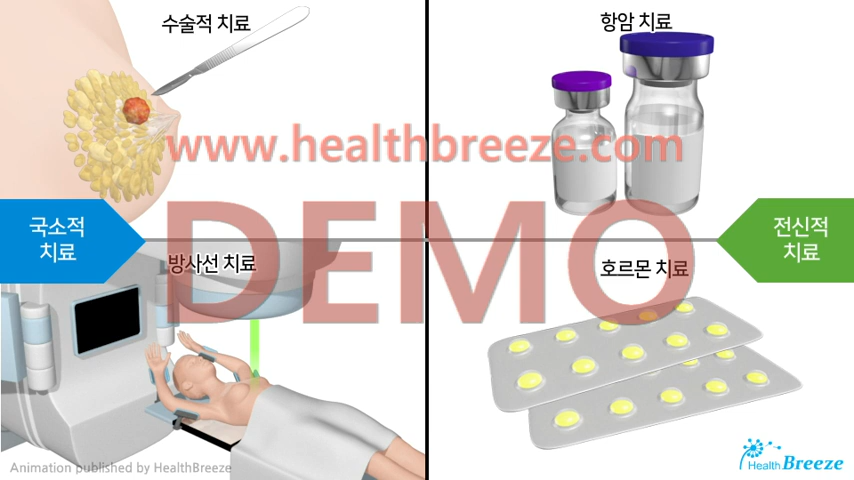 수술적 치료
항암 치료
www.healthbreeze.com
국소적
치료
DEMO
전신적
치료
방사선 치료
호르몬 치료
Animation published by HealthBreeze
Health Breeze